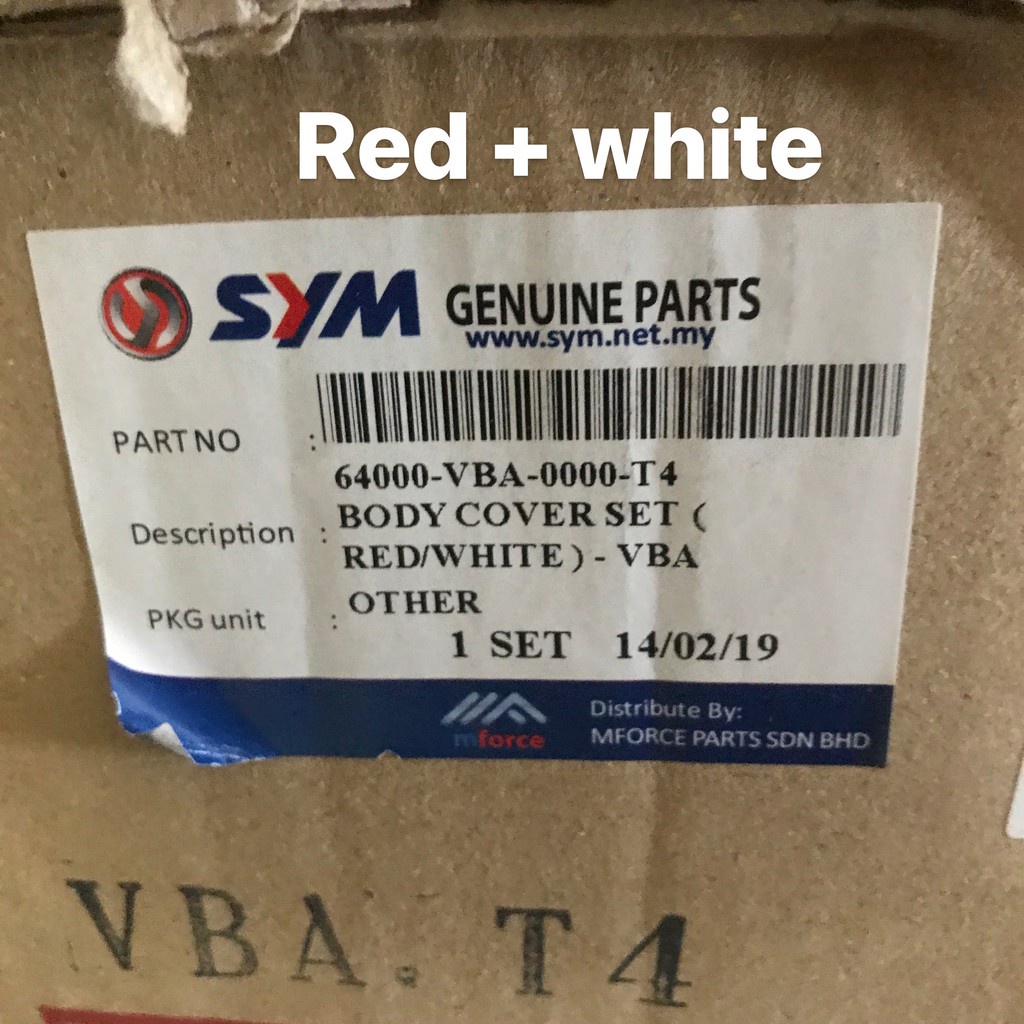 Red + white
SYM GENUINE PARTS
www.sym.net.my
PART NO :
64000-VBA-0000-T4
Description : BODY COVER SET (
RED/WHITE ) - VBA
PKG unit : OTHER
1 SET 14/02/19
mforce
Distribute By:
MFORCE PARTS SDN BHD
VBA. T4